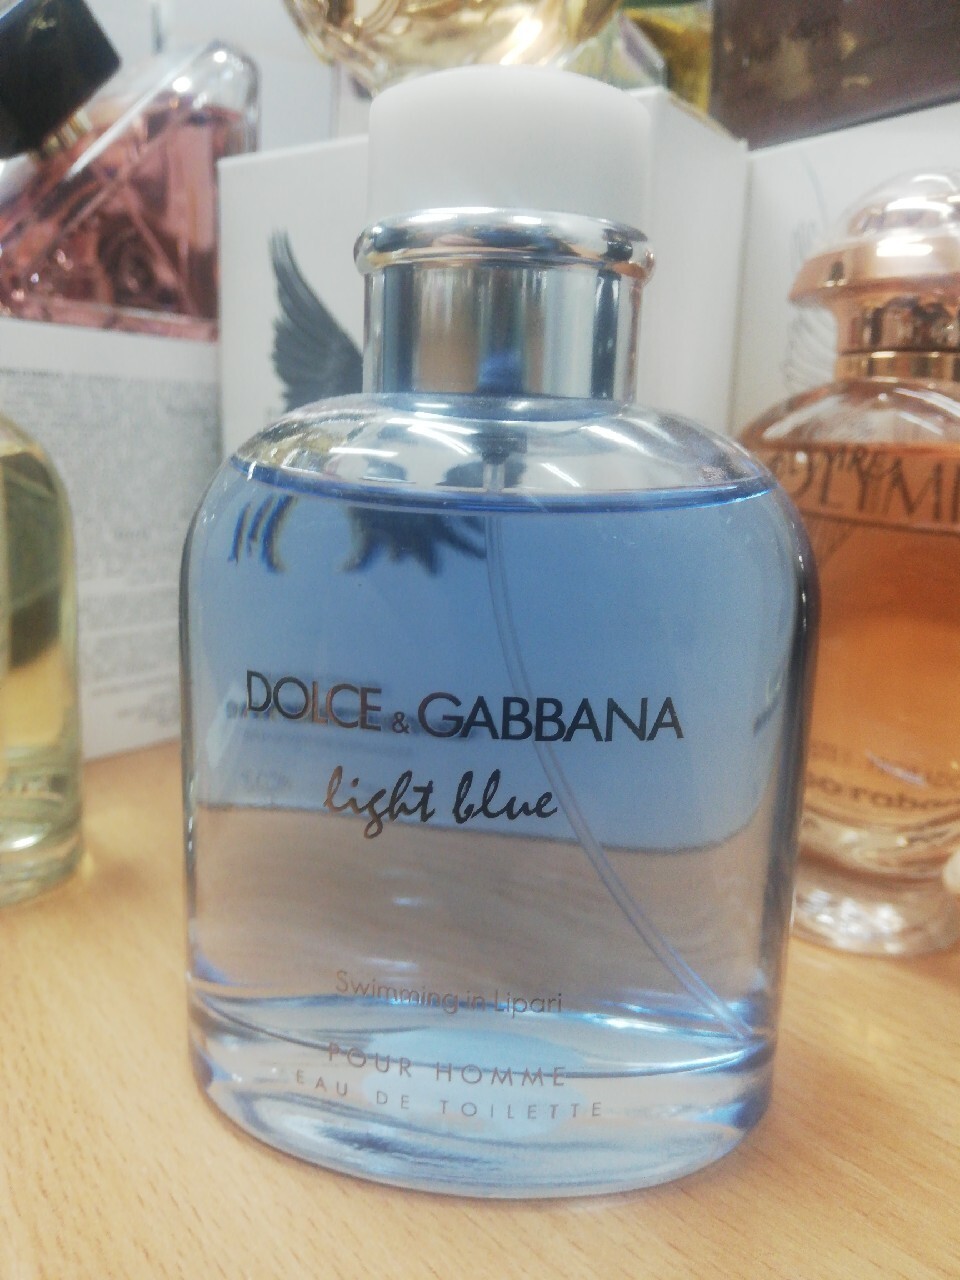 DOLCE & GABBANA
light blue
Swimming in Lipari
POUR HOMME
EAU DE TOILETTE